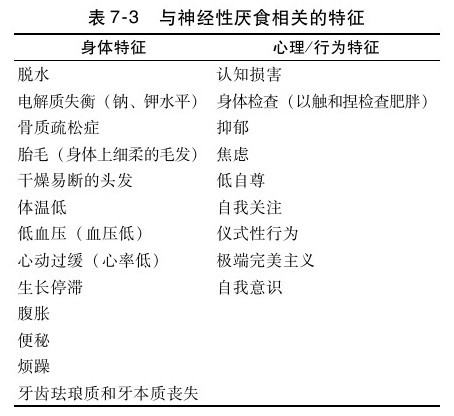 表 7-3 与神经性厌食相关的特征
身体特征 心理/行为特征
脱水 认知损害
电解质失衡（钠、钾水平） 身体检查（以触和捏检查肥胖）
骨质疏松症 抑郁
胎毛（身体上细柔的毛发） 焦虑
干燥易断的头发 低自尊
体温低 自我关注
低血压（血压低） 仪式性行为
心动过缓（心率低） 极端完美主义
生长停滞 自我意识
腹胀
便秘
烦躁
牙齿珐琅质和牙本质丧失